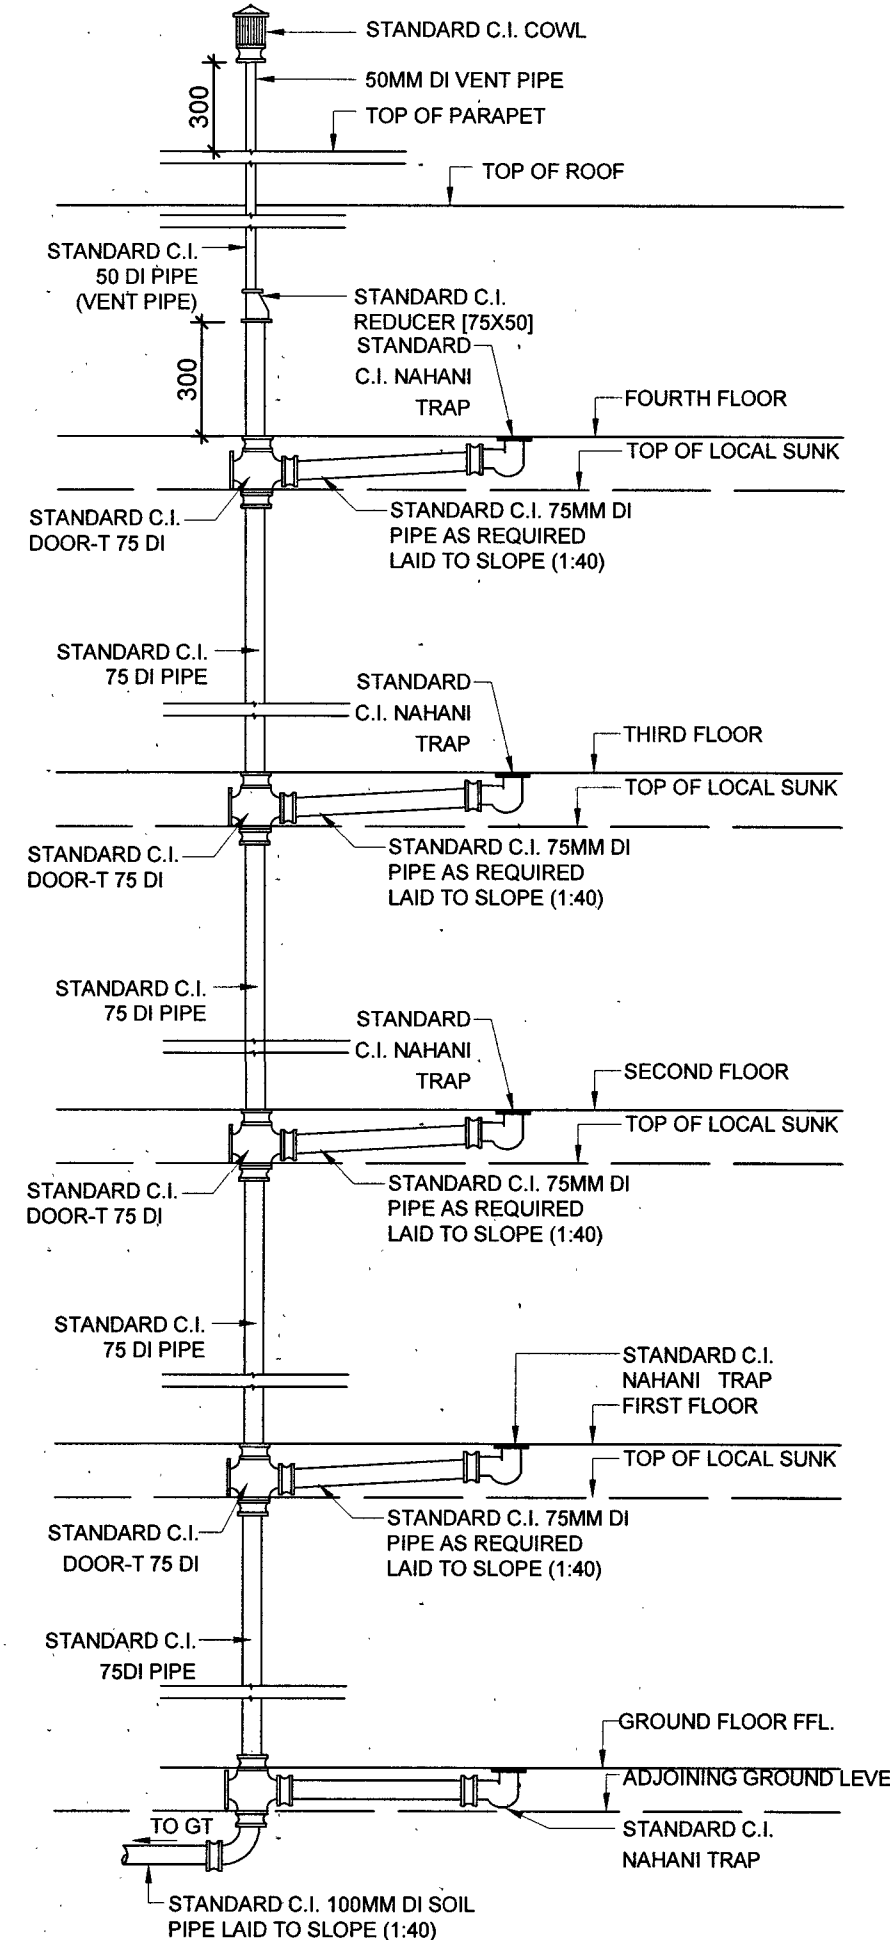 STANDARD C.I. COWL
50MM DI VENT PIPE
300
TOP OF PARAPET
TOP OF ROOF
STANDARD C.I.
50 DI PIPE
(VENT PIPE)
STANDARD C.I.
REDUCER [75X50]
300
STANDARD
C.I. NAHANI
TRAP
FOURTH FLOOR
TOP OF LOCAL SUNK
STANDARD C.I.
DOOR-T 75 DI
STANDARD C.I. 75MM DI
PIPE AS REQUIRED
LAID TO SLOPE (1:40)
STANDARD C.I.
75 DI PIPE
STANDARD
C.I. NAHANI
TRAP
THIRD FLOOR
TOP OF LOCAL SUNK
STANDARD C.I.
DOOR-T 75 DI
STANDARD C.I. 75MM DI
PIPE AS REQUIRED
LAID TO SLOPE (1:40)
STANDARD C.I.
75 DI PIPE
STANDARD
C.I. NAHANI
TRAP
SECOND FLOOR
TOP OF LOCAL SUNK
STANDARD C.I.
DOOR-T 75 DI
STANDARD C.I. 75MM DI
PIPE AS REQUIRED
LAID TO SLOPE (1:40)
STANDARD C.I.
75 DI PIPE
STANDARD C.I.
NAHANI TRAP
FIRST FLOOR
TOP OF LOCAL SUNK
STANDARD C.I.
DOOR-T 75 DI
STANDARD C.I. 75MM DI
PIPE AS REQUIRED
LAID TO SLOPE (1:40)
STANDARD C.I.
75DI PIPE
GROUND FLOOR FFL.
ADJOINING GROUND LEVE
TO GT
STANDARD C.I.
NAHANI TRAP
STANDARD C.I. 100MM DI SOIL
PIPE LAID TO SLOPE (1:40)